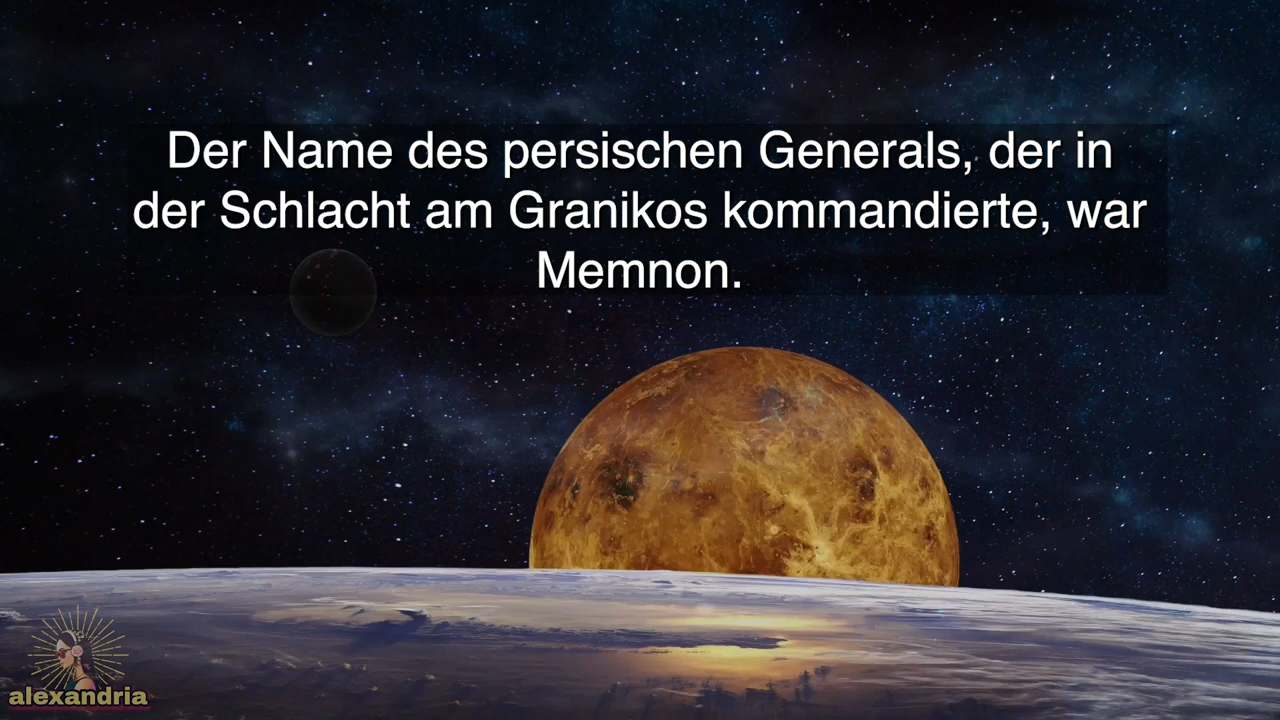 Der Name des persischen Generals, der in
der Schlacht am Granikos kommandierte, war
Memnon.
alexandria